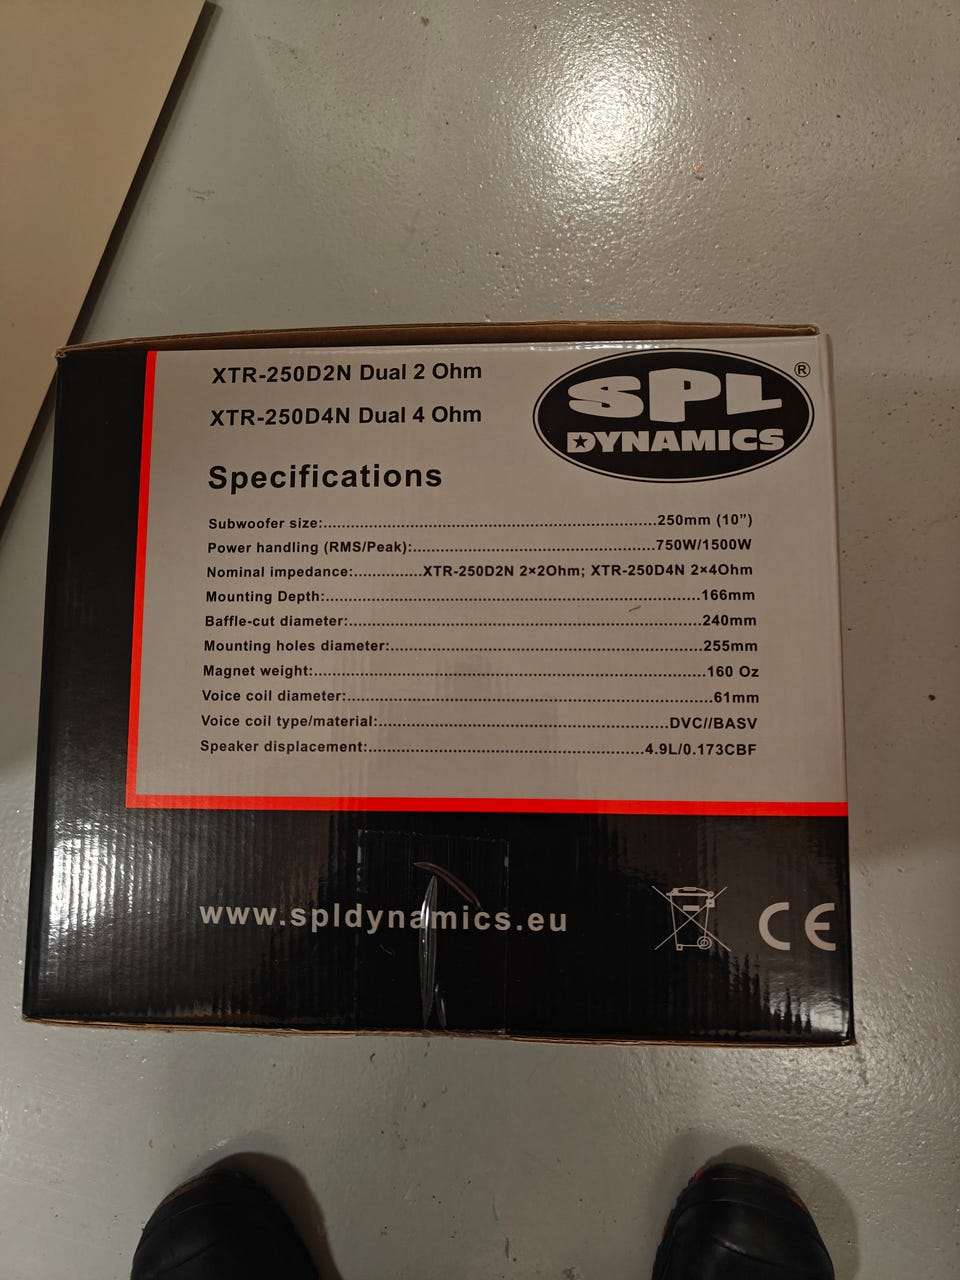 XTR-250D2N Dual 2 Ohm
XTR-250D4N Dual 4 Ohm
SPL®
DYNAMICS
Specifications
Subwoofer size:..........................................................................250mm (10”)
Power handling (RMS/Peak):......................................................750W/1500W
Nominal impedance:...............XTR-250D2N 2×2Ohm; XTR-250D4N 2×4Ohm
Mounting Depth:...................................................................................166mm
Baffle-cut diameter:..............................................................................240mm
Mounting holes diameter:.....................................................................255mm
Magnet weight:.......................................................................................160 Oz
Voice coil diameter:.................................................................................61mm
Voice coil type/material:................................................................DVC//BASV
Speaker displacement:.............................................................4.9L/0.173CBF
www.spldynamics.eu
CE